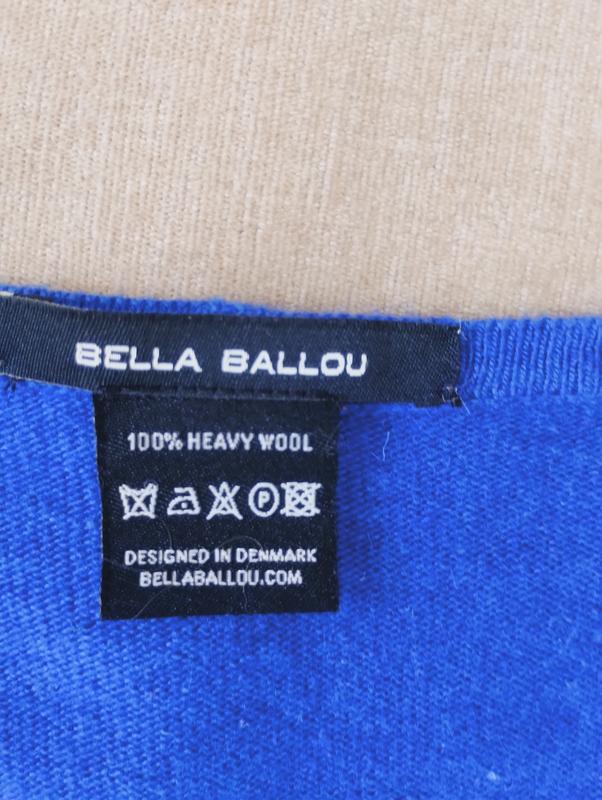 BELLA BALLOU
100% HEAVY WOOL
P
DESIGNED IN DENMARK
BELLABALLOU.COM